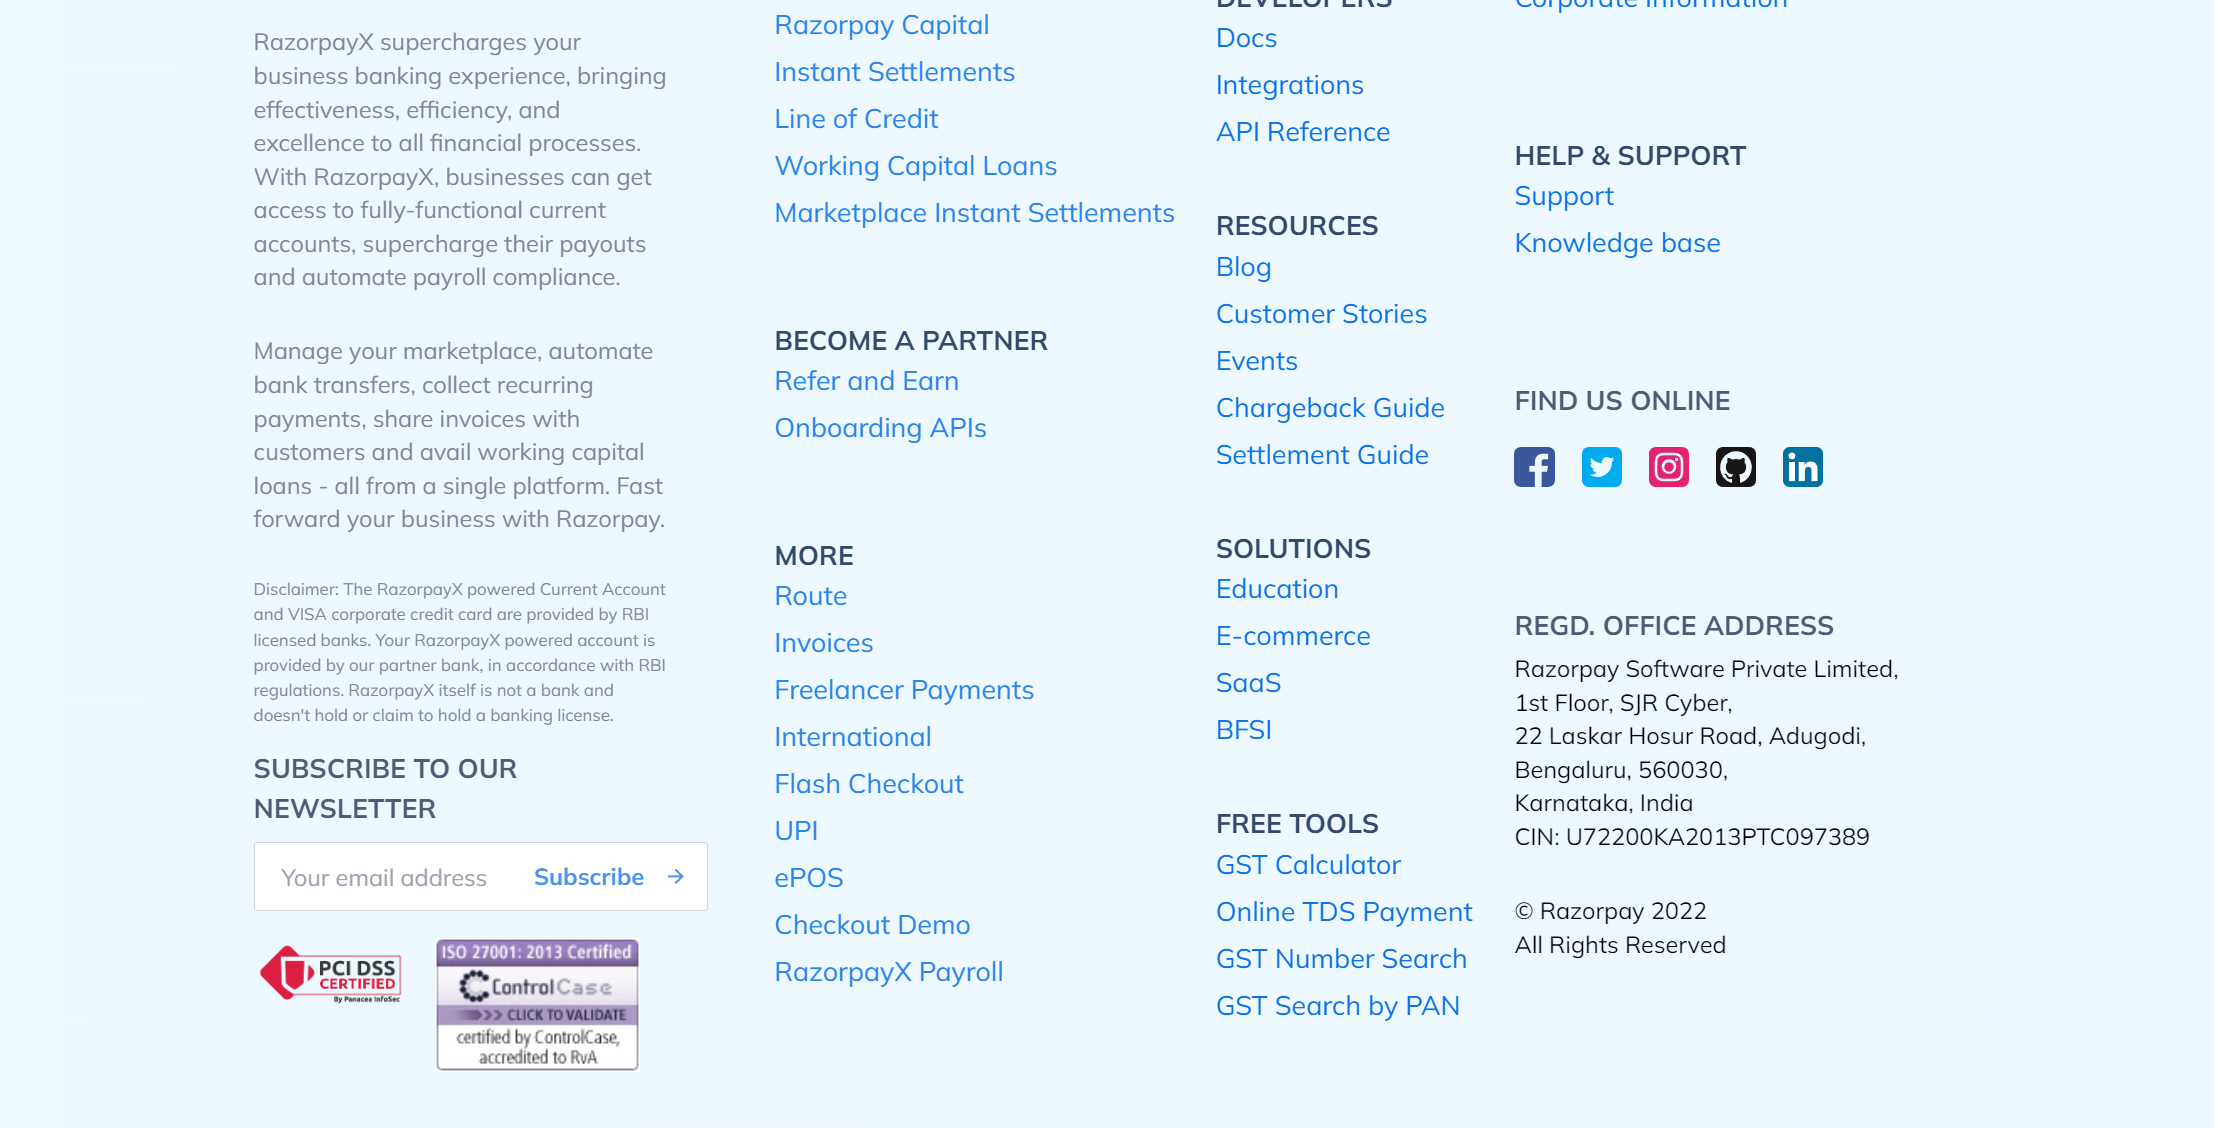 RazorpayX supercharges your
business banking experience, bringing
effectiveness, efficiency, and
excellence to all financial processes.
With RazorpayX, businesses can get
access to fully-functional current
accounts, supercharge their payouts
and automate payroll compliance.
Manage your marketplace, automate
bank transfers, collect recurring
payments, share invoices with
customers and avail working capital
loans - all from a single platform. Fast
forward your business with Razorpay.
Disclaimer: The RazorpayX powered Current Account
and VISA corporate credit card are provided by RBI
licensed banks. Your RazorpayX powered account is
provided by our partner bank, in accordance with RBI
regulations. RazorpayX itself is not a bank and
doesn't hold or claim to hold a banking license.
SUBSCRIBE TO OUR
NEWSLETTER
Your email address Subscribe →
PCI DSS
CERTIFIED
By Panacea InfoSec
ISO 27001: 2013 Certified
ControlCase
>>> CLICK TO VALIDATE
certified by ControlCase,
accredited to RvA
Razorpay Capital
Instant Settlements
Line of Credit
Working Capital Loans
Marketplace Instant Settlements
BECOME A PARTNER
Refer and Earn
Onboarding APIs
MORE
Route
Invoices
Freelancer Payments
International
Flash Checkout
UPI
ePOS
Checkout Demo
RazorpayX Payroll
DEVELOPERS
Docs
Integrations
API Reference
RESOURCES
Blog
Customer Stories
Events
Chargeback Guide
Settlement Guide
SOLUTIONS
Education
E-commerce
SaaS
BFSI
FREE TOOLS
GST Calculator
Online TDS Payment
GST Number Search
GST Search by PAN
Corporate Information
HELP & SUPPORT
Support
Knowledge base
FIND US ONLINE
in
REGD. OFFICE ADDRESS
Razorpay Software Private Limited,
1st Floor, SJR Cyber,
22 Laskar Hosur Road, Adugodi,
Bengaluru, 560030,
Karnataka, India
CIN: U72200KA2013PTC097389
© Razorpay 2022
All Rights Reserved